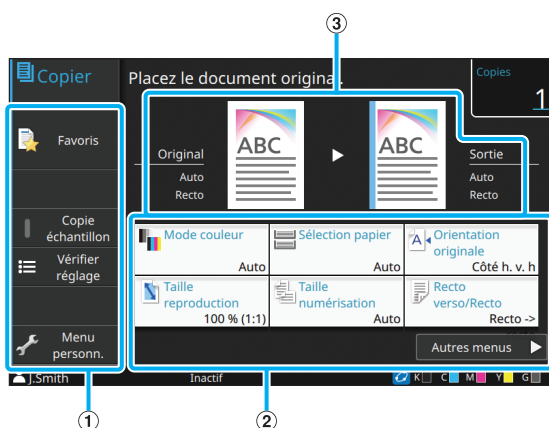 ③
Copier
Placez le document original.
Copies
1
Favoris
Original
Auto
Recto
ABC
ABC
Sortie
Auto
Recto
Copie
échantillon
Vérifier
réglage
Menu
personn.
Mode couleur
Auto
Sélection papier
Auto
A
Orientation
originale
Côté h. v. h
Taille
reproduction
100 % (1:1)
Taille
numérisation
Auto
Recto
verso/Recto
Recto ->
Autres menus
J.Smith
Inactif
K C M Y G
①
②